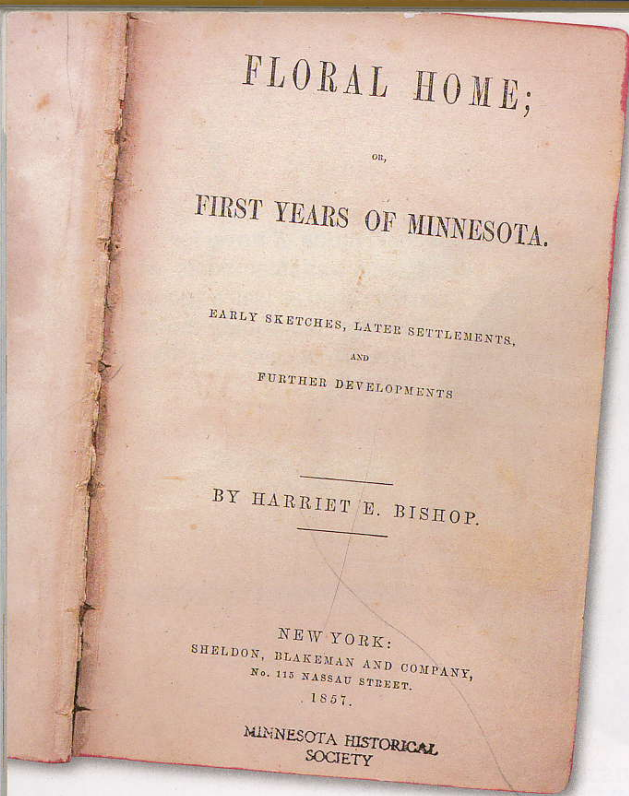 FLORAL HOME;
OR,
FIRST YEARS OF MINNESOTA.
EARLY SKETCHES, LATER SETTLEMENTS,
AND
FURTHER DEVELOPMENTS
BY HARRIET E. BISHOP.
NEW YORK:
SHELDON, BLAKEMAN AND COMPANY,
No. 115 NASSAU STREET.
1857.
MINNESOTA HISTORICAL
SOCIETY